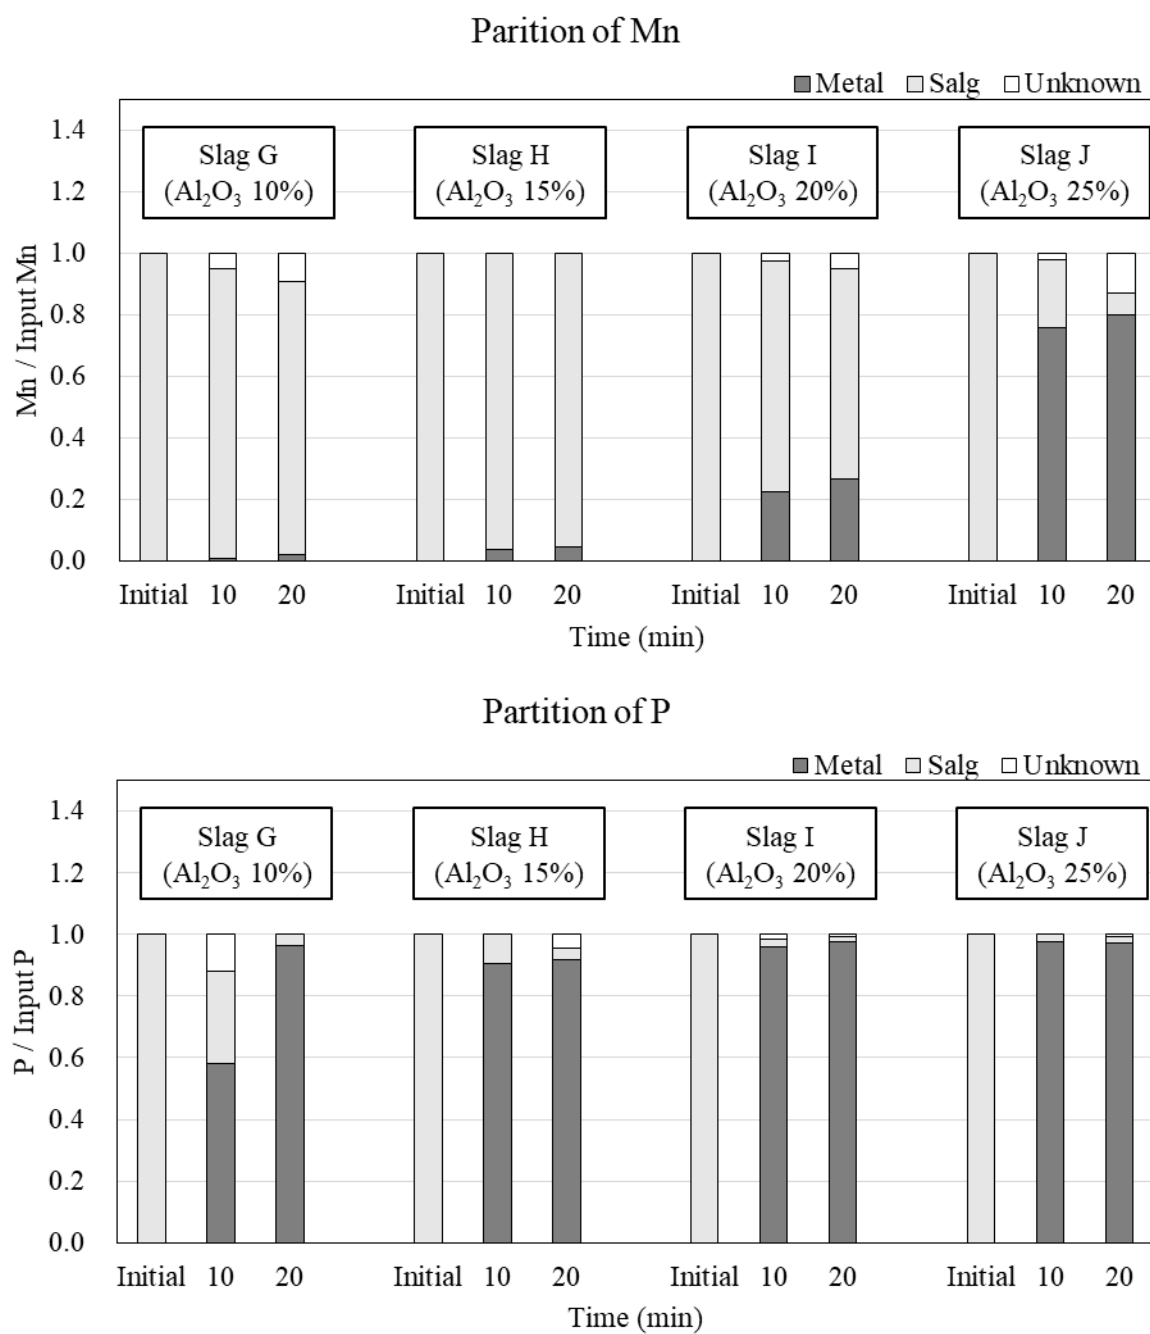 Parition of Mn
Metal Salg Unknown
1.4
1.2
1.0
0.8
0.6
0.4
0.2
0.0
Mn / Input Mn
Slag G
(Al₂O₃ 10%)
Slag H
(Al₂O₃ 15%)
Slag I
(Al₂O₃ 20%)
Slag J
(Al₂O₃ 25%)
Initial 10 20 Initial 10 20 Initial 10 20 Initial 10 20
Time (min)
Partition of P
Metal Salg Unknown
1.4
1.2
1.0
0.8
0.6
0.4
0.2
0.0
P / Input P
Slag G
(Al₂O₃ 10%)
Slag H
(Al₂O₃ 15%)
Slag I
(Al₂O₃ 20%)
Slag J
(Al₂O₃ 25%)
Initial 10 20 Initial 10 20 Initial 10 20 Initial 10 20
Time (min)